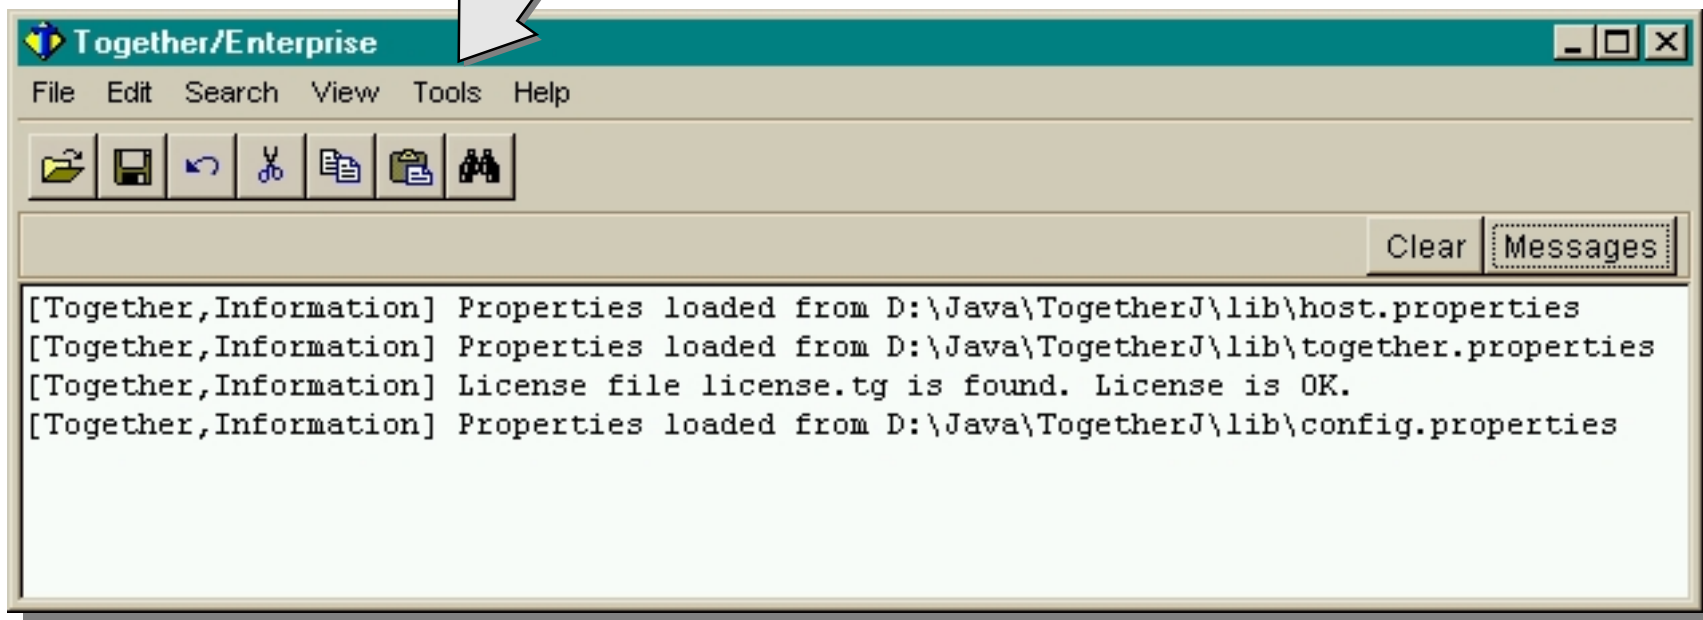 Together/Enterprise
File Edit Search View Tools Help
Clear Messages
[Together,Information] Properties loaded from D:\Java\TogetherJ\lib\host.properties
[Together,Information] Properties loaded from D:\Java\TogetherJ\lib\together.properties
[Together,Information] License file license.tg is found. License is OK.
[Together,Information] Properties loaded from D:\Java\TogetherJ\lib\config.properties